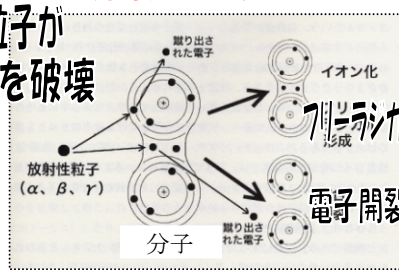 粒子が
を破壊
蹴り出さ
れた電子
イオン化
フリーラジカ
形成
放射性粒子
(α、β、γ)
電子開裂
分子
蹴り出さ
れた電子